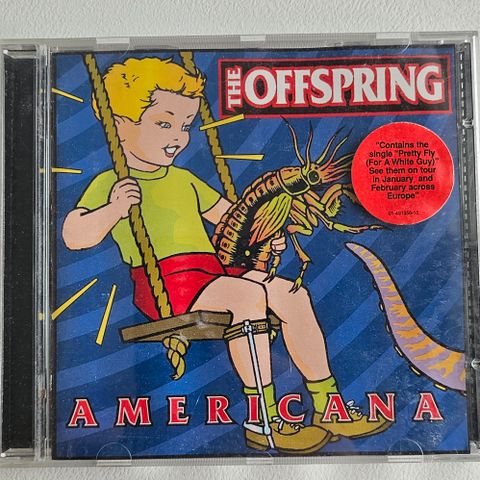 THE OFFSPRING
"Contains the
single "Pretty Fly
(For A White Guy)"
See them on tour
in January and
February across
Europe"
AMERICANA